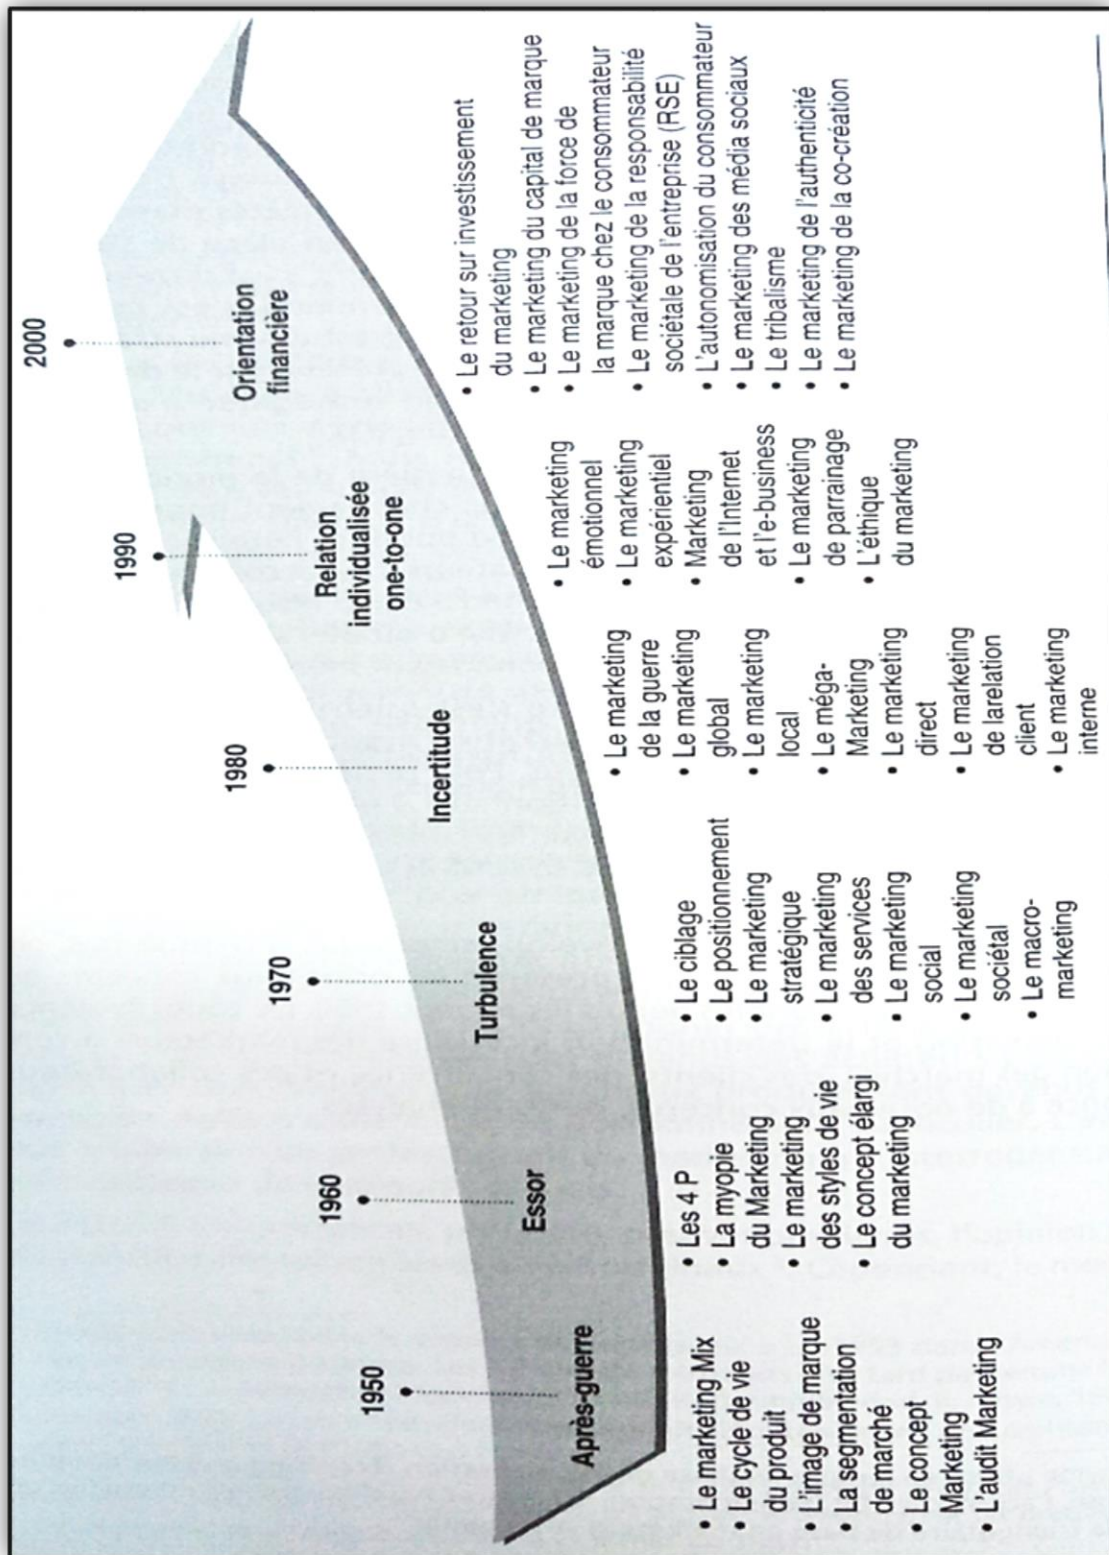 1950
Après-guerre
• Le marketing Mix
• Le cycle de vie
du produit
• L'image de marque
• La segmentation
de marché
• Le concept
Marketing
• L'audit Marketing
1960
Essor
• Les 4 P
• La myopie
du Marketing
• Le marketing
des styles de vie
• Le concept élargi
du marketing
1970
Turbulence
• Le ciblage
• Le positionnement
• Le marketing
stratégique
• Le marketing
des services
• Le marketing
social
• Le marketing
sociétal
• Le macro-
marketing
1980
Incertitude
• Le marketing
de la guerre
• Le marketing
global
• Le marketing
local
• Le méga-
Marketing
• Le marketing
direct
• Le marketing
de larelation
client
• Le marketing
interne
1990
Relation
individualisée
one-to-one
• Le marketing
émotionnel
• Le marketing
expérientiel
• Marketing
de l'Internet
et l'e-business
• Le marketing
de parrainage
• L'éthique
du marketing
2000
Orientation
financière
• Le retour sur investissement
du marketing
• Le marketing du capital de marque
• Le marketing de la force de
la marque chez le consommateur
• Le marketing de la responsabilité
sociétale de l'entreprise (RSE)
• L'autonomisation du consommateur
• Le marketing des média sociaux
• Le tribalisme
• Le marketing de l'authenticité
• Le marketing de la co-création